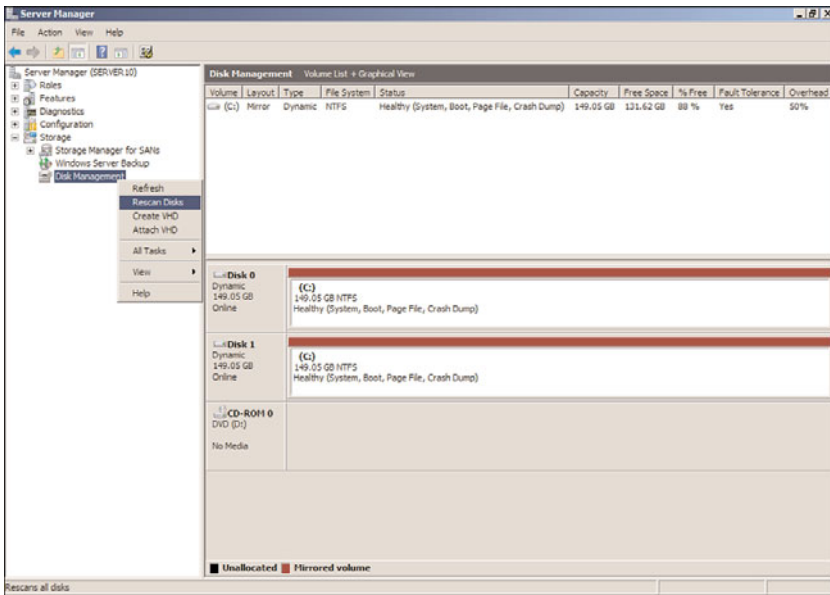 Server Manager
File Action View Help
Server Manager (SERVER10)
Roles
Features
Diagnostics
Configuration
Storage
Storage Manager for SANs
Windows Server Backup
Disk Management
Refresh
Rescan Disks
Create VHD
Attach VHD
All Tasks
View
Help
Disk Management Volume List + Graphical View
Volume Layout Type File System Status Capacity Free Space % Free Fault Tolerance Overhead
(C:) Mirror Dynamic NTFS Healthy (System, Boot, Page File, Crash Dump) 149.05 GB 131.62 GB 88 % Yes 50%
Disk 0
Dynamic
149.05 GB
Online
(C:)
149.05 GB NTFS
Healthy (System, Boot, Page File, Crash Dump)
Disk 1
Dynamic
149.05 GB
Online
(C:)
149.05 GB NTFS
Healthy (System, Boot, Page File, Crash Dump)
CD-ROM 0
DVD (D:)
No Media
Unallocated Mirrored volume
Rescans all disks